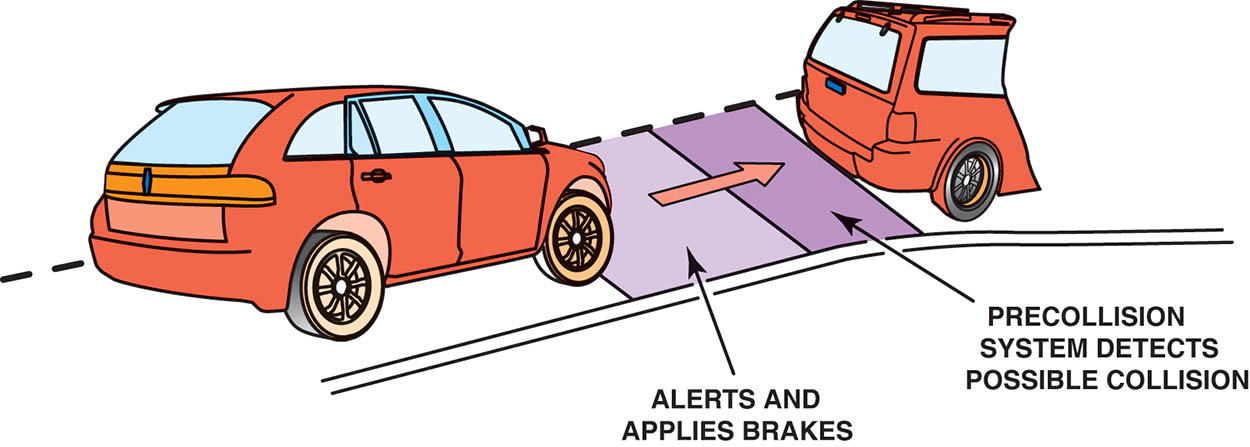 PRECOLLISION
SYSTEM DETECTS
POSSIBLE COLLISION
ALERTS AND
APPLIES BRAKES